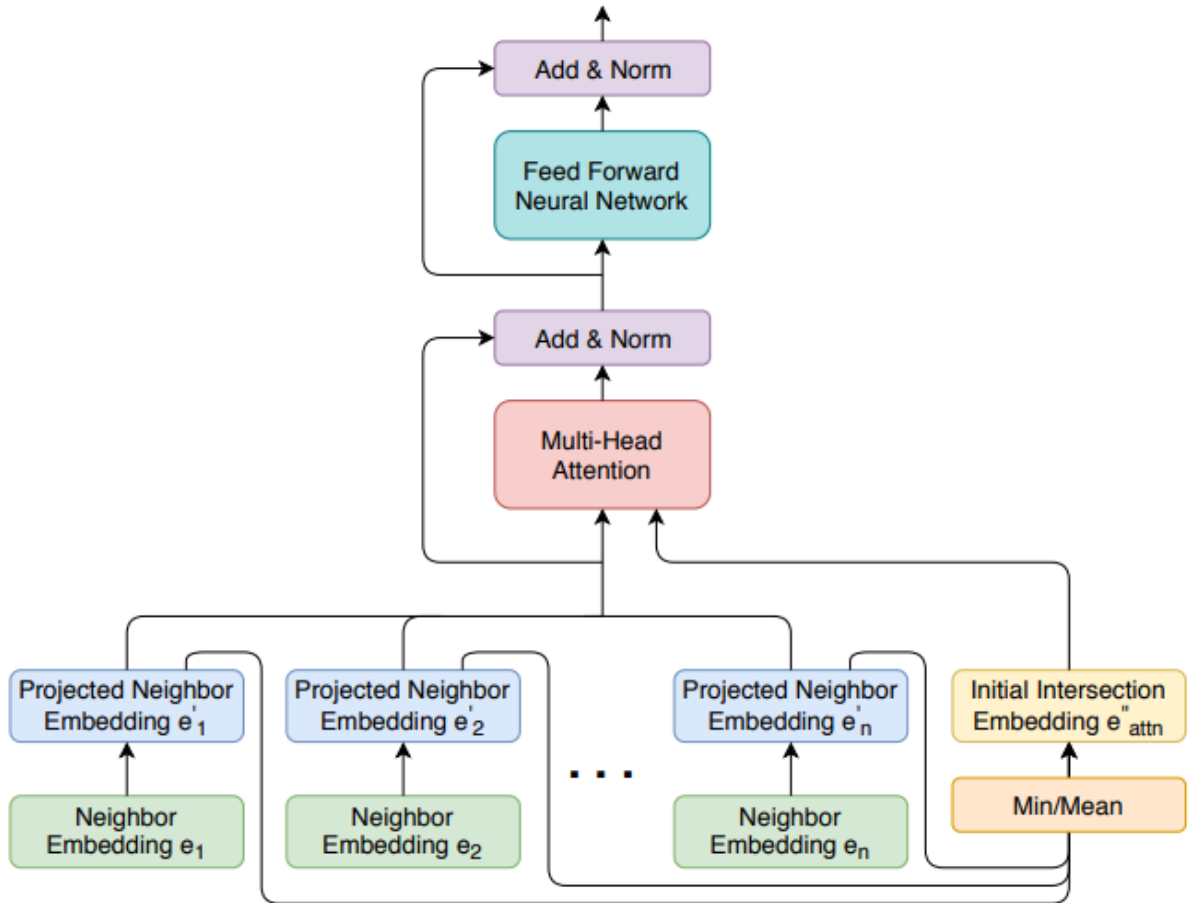 Add & Norm
Feed Forward
Neural Network
Add & Norm
Multi-Head
Attention
Projected Neighbor
Embedding e'₁
Projected Neighbor
Embedding e'₂
Projected Neighbor
Embedding e'ₙ
Initial Intersection
Embedding e"attn
. . .
Neighbor
Embedding e₁
Neighbor
Embedding e₂
Neighbor
Embedding eₙ
Min/Mean